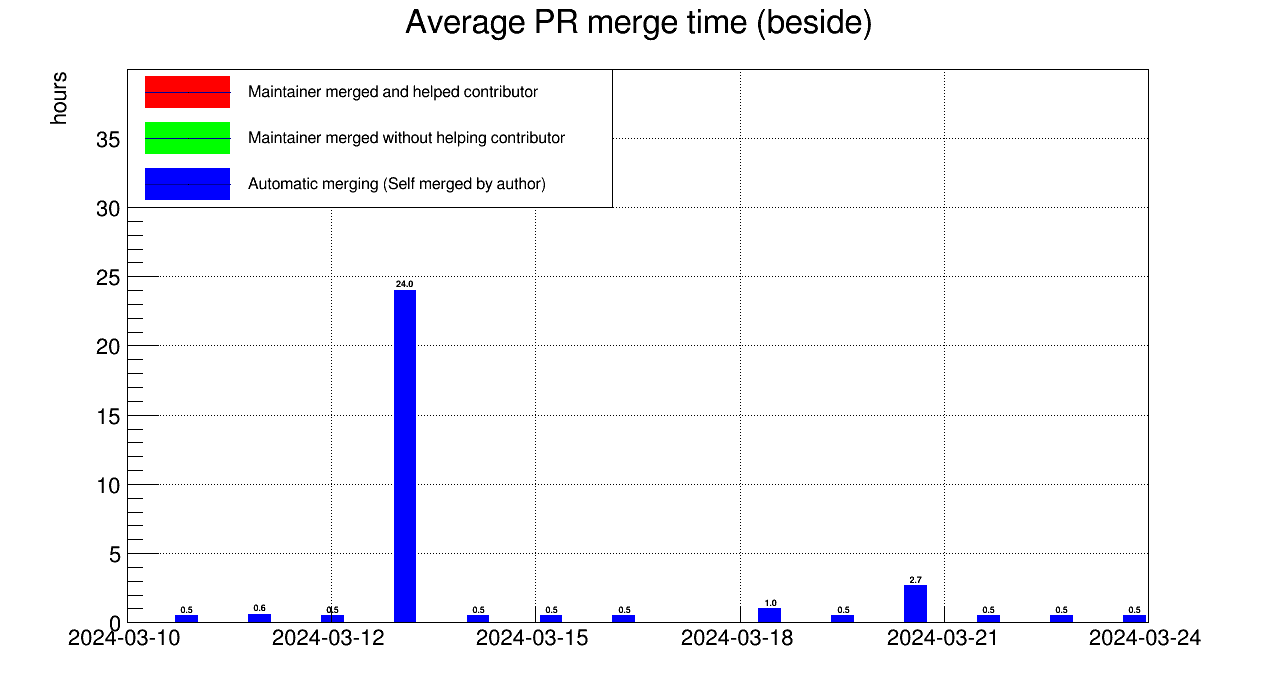 Average PR merge time (beside)
hours
Maintainer merged and helped contributor
Maintainer merged without helping contributor
Automatic merging (Self merged by author)
35
30
25
20
15
10
5
0
0.5 0.6 0.5 24.0 0.5 0.5 0.5 1.0 0.5 2.7 0.5 0.5 0.5
2024-03-10 2024-03-12 2024-03-15 2024-03-18 2024-03-21 2024-03-24